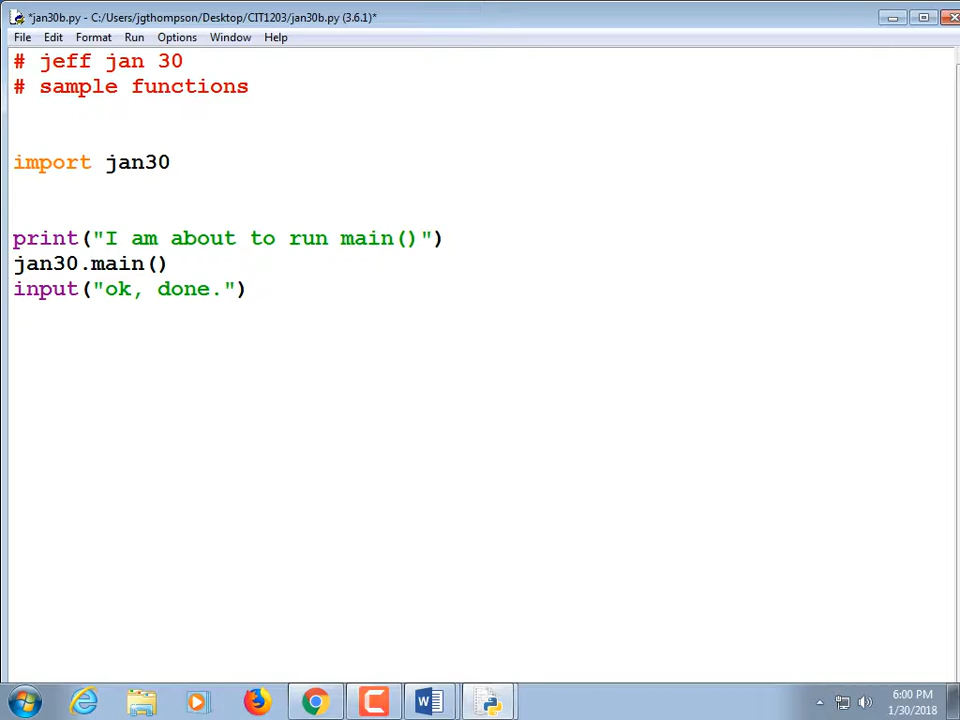 *jan30b.py - C:/Users/jgthompson/Desktop/CIT1203/jan30b.py (3.6.1)*
File Edit Format Run Options Window Help
# jeff jan 30
# sample functions
import jan30
print("I am about to run main()")
jan30.main()
input("ok, done.")
6:00 PM
1/30/2018